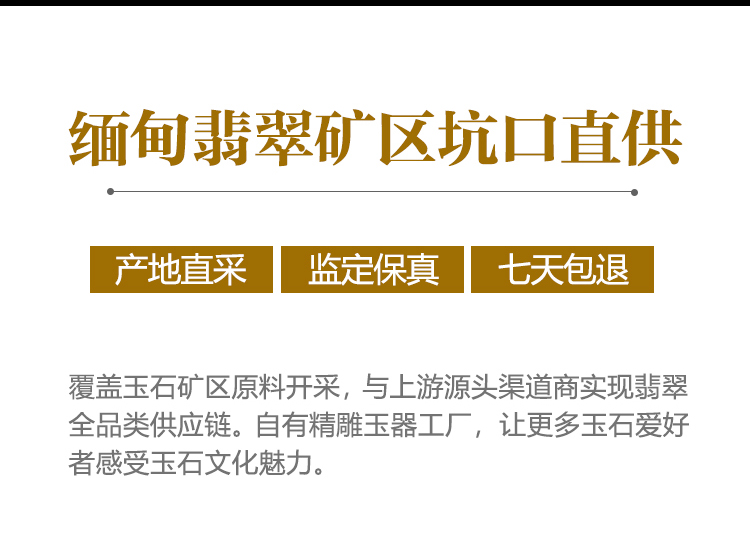 缅甸翡翠矿区坑口直供
产地直采 监定保真 七天包退
覆盖玉石矿区原料开采，与上游源头渠道商实现翡翠
全品类供应链。自有精雕玉器工厂，让更多玉石爱好
者感受玉石文化魅力。